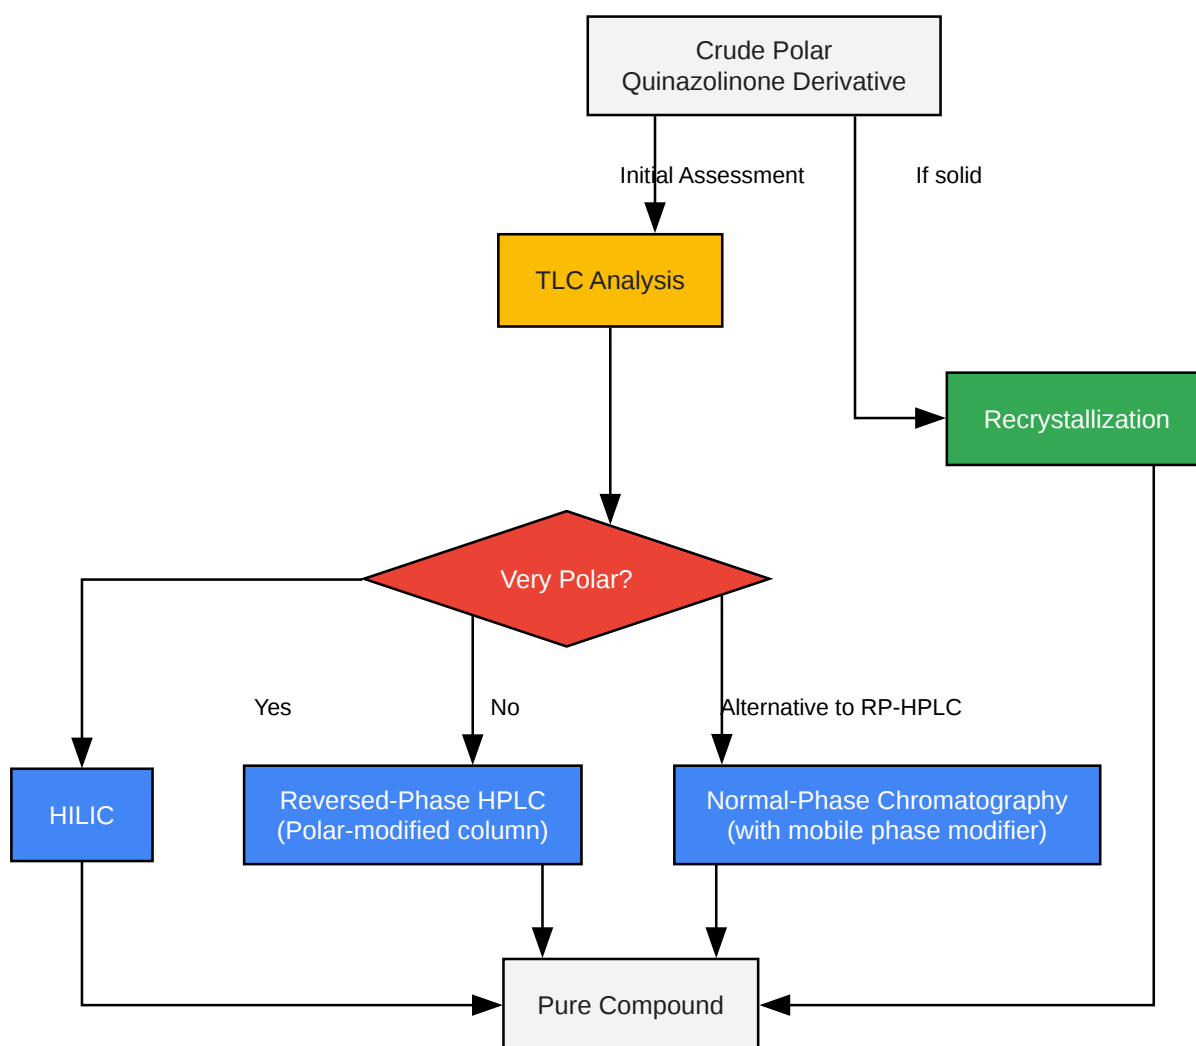 Crude Polar
Quinazolinone Derivative
Initial Assessment
If solid
TLC Analysis
Recrystallization
Very Polar?
Yes
No
Alternative to RP-HPLC
HILIC
Reversed-Phase HPLC
(Polar-modified column)
Normal-Phase Chromatography
(with mobile phase modifier)
Pure Compound